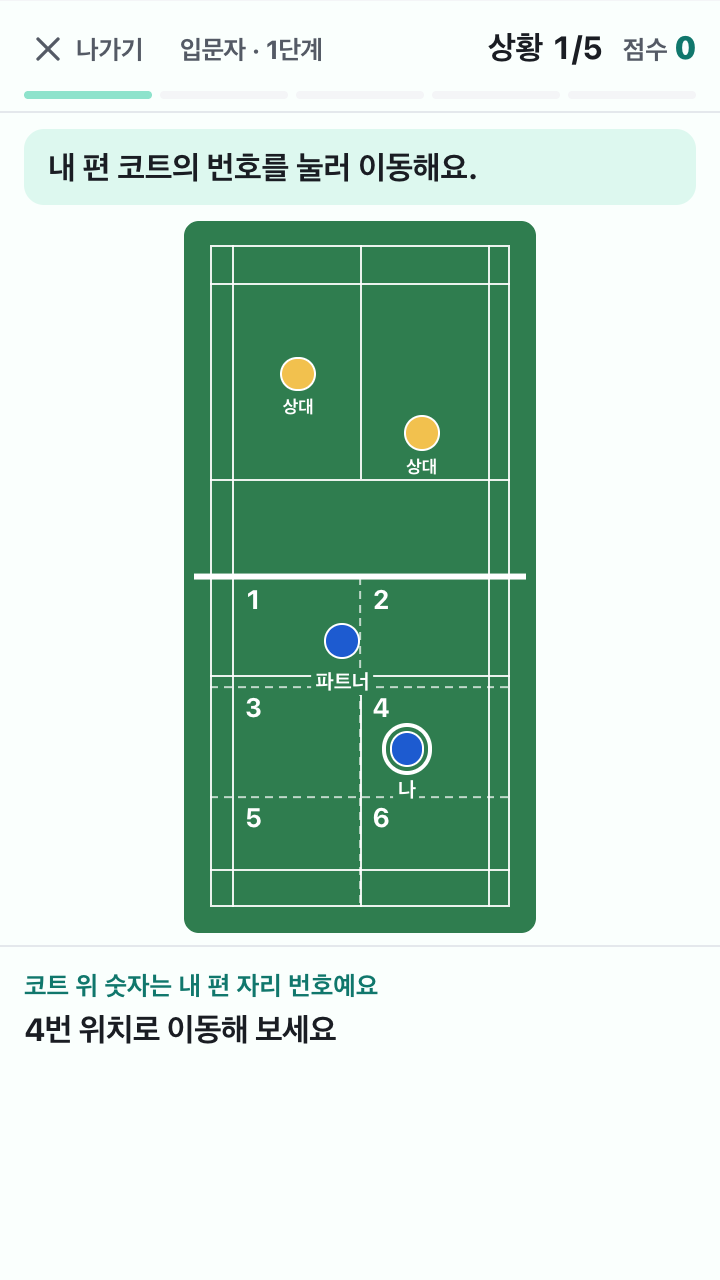 나가기 입문자 · 1단계 상황 1/5 점수 0
내 편 코트의 번호를 눌러 이동해요.
상대
상대
1 2
파트너
3 4
나
5 6
코트 위 숫자는 내 편 자리 번호예요
4번 위치로 이동해 보세요